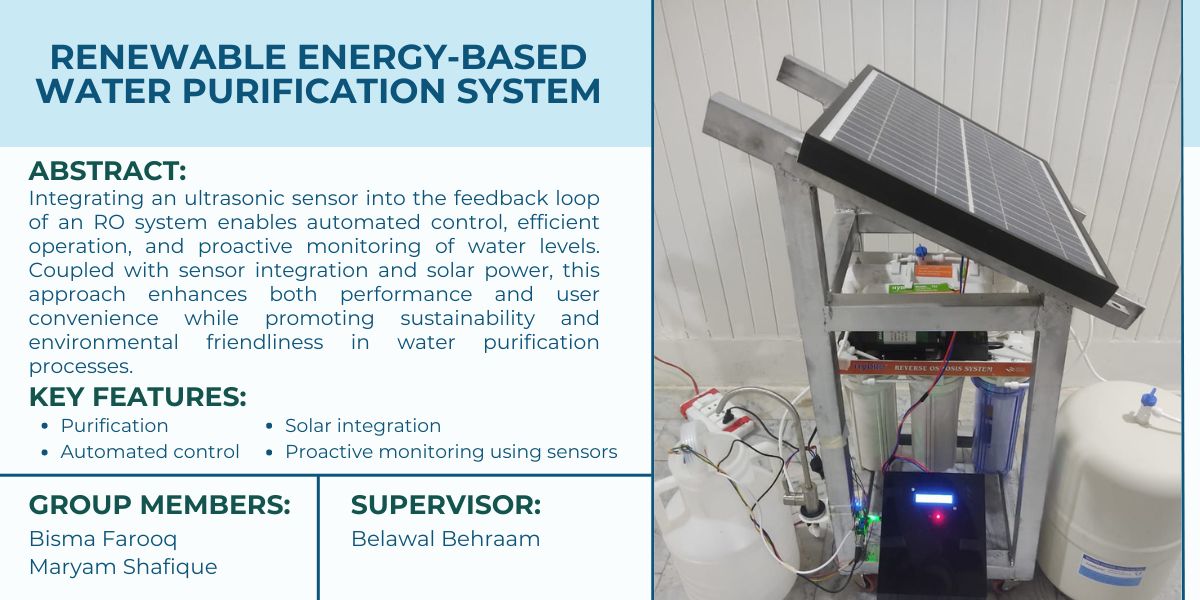 RENEWABLE ENERGY-BASED
WATER PURIFICATION SYSTEM
ABSTRACT:
Integrating an ultrasonic sensor into the feedback loop
of an RO system enables automated control, efficient
operation, and proactive monitoring of water levels.
Coupled with sensor integration and solar power, this
approach enhances both performance and user
convenience while promoting sustainability and
environmental friendliness in water purification
processes.
KEY FEATURES:
• Purification
• Automated control
• Solar integration
• Proactive monitoring using sensors
GROUP MEMBERS:
Bisma Farooq
Maryam Shafique
SUPERVISOR:
Belawal Behraam
REVERSE OSMOSIS SYSTEM